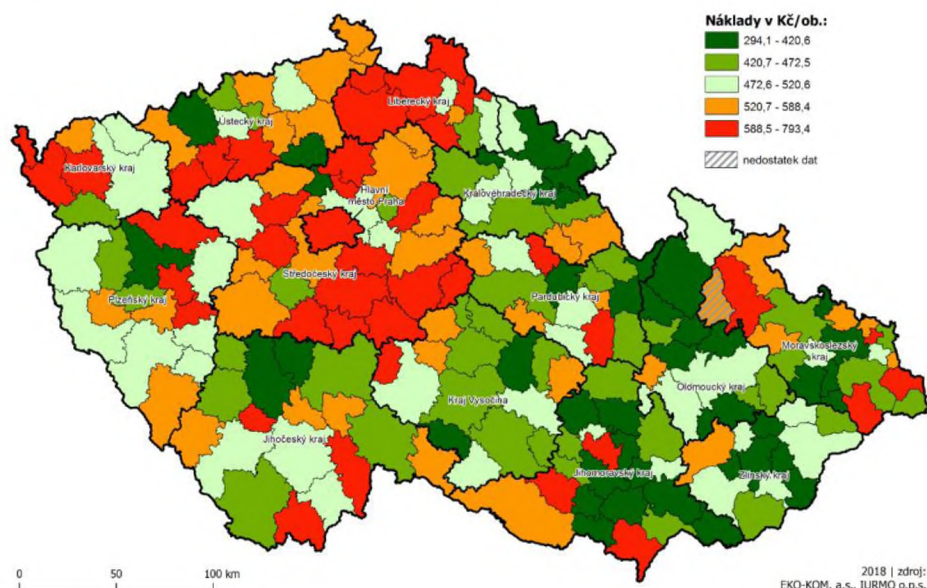 Náklady v Kč/ob.:
294,1 - 420,6
420,7 - 472,5
472,6 - 520,6
520,7 - 588,4
588,5 - 793,4
nedostatek dat
Liberecký kraj
Ústecký kraj
Karlovarský kraj
Hlavní
město Praha
Královéhradecký kraj
Středočeský kraj
Plzeňský kraj
Pardubický kraj
Moravskoslezský
kraj
Olomoucký kraj
Kraj Vysočina
Jihočeský kraj
Jihomoravský kraj
Zlínský kraj
0 50 100 km
2018 | zdroj:
EKO-KOM, a.s., IURMO o.p.s.